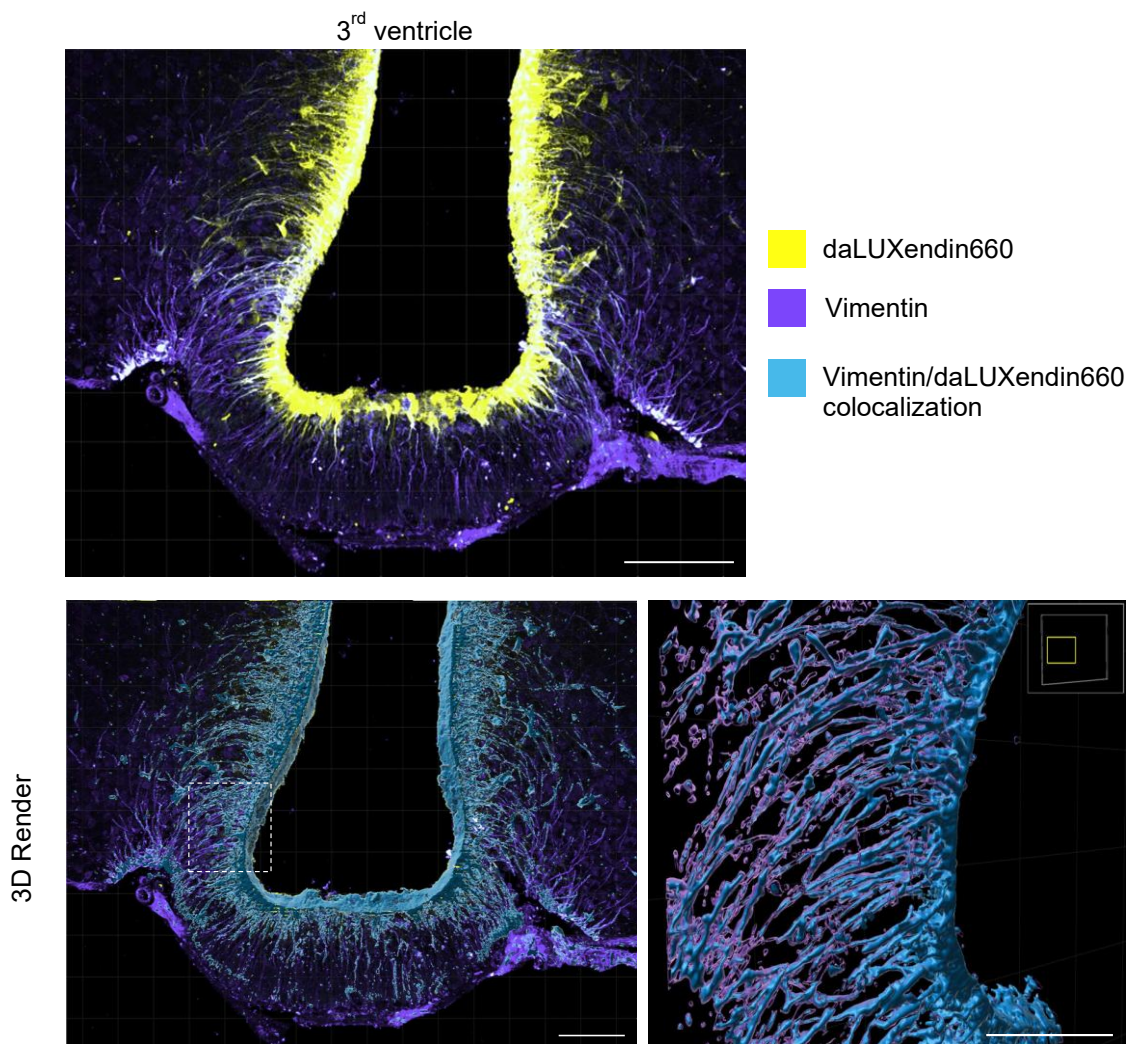 3rd ventricle
daLUXendin660
Vimentin
Vimentin/daLUXendin660
colocalization
3D Render